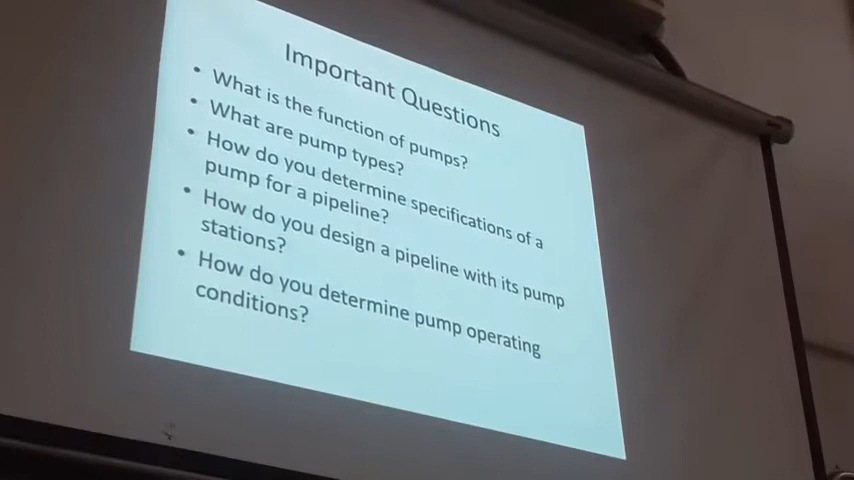 Important Questions
• What is the function of pumps?
• What are pump types?
• How do you determine specifications of a
pump for a pipeline?
• How do you design a pipeline with its pump
stations?
• How do you determine pump operating
conditions?